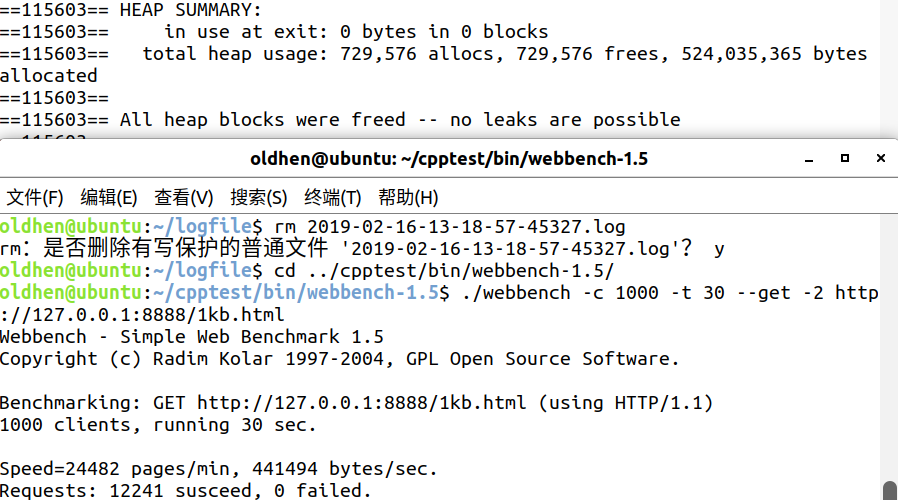 ==115603== HEAP SUMMARY:
==115603==     in use at exit: 0 bytes in 0 blocks
==115603==   total heap usage: 729,576 allocs, 729,576 frees, 524,035,365 bytes
allocated
==115603==
==115603== All heap blocks were freed -- no leaks are possible
oldhen@ubuntu: ~/cpptest/bin/webbench-1.5
文件(F) 编辑(E) 查看(V) 搜索(S) 终端(T) 帮助(H)
oldhen@ubuntu:~/logfile$ rm 2019-02-16-13-18-57-45327.log
rm：是否删除有写保护的普通文件 '2019-02-16-13-18-57-45327.log'？ y
oldhen@ubuntu:~/logfile$ cd ../cpptest/bin/webbench-1.5/
oldhen@ubuntu:~/cpptest/bin/webbench-1.5$ ./webbench -c 1000 -t 30 --get -2 http
://127.0.0.1:8888/1kb.html
Webbench - Simple Web Benchmark 1.5
Copyright (c) Radim Kolar 1997-2004, GPL Open Source Software.
Benchmarking: GET http://127.0.0.1:8888/1kb.html (using HTTP/1.1)
1000 clients, running 30 sec.
Speed=24482 pages/min, 441494 bytes/sec.
Requests: 12241 susceed, 0 failed.